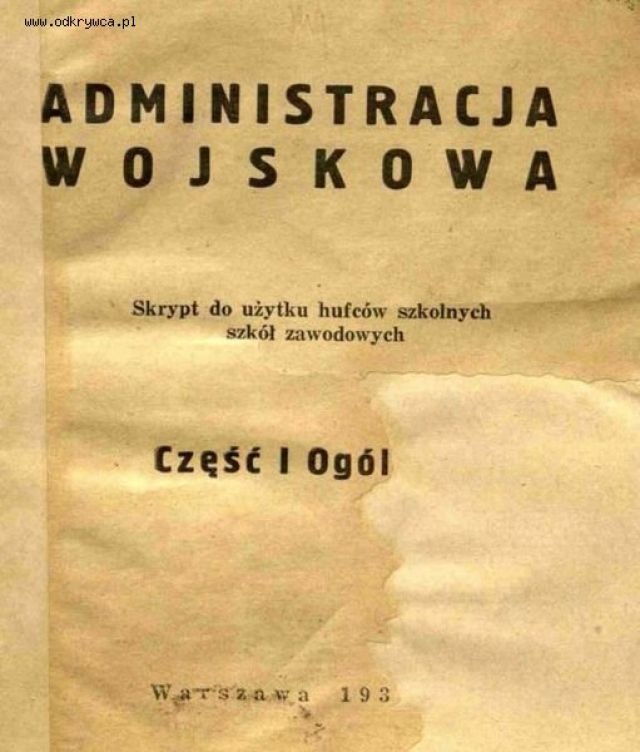 www.odkrywca.pl
ADMINISTRACJA
WOJSKOWA
Skrypt do użytku hufców szkolnych
szkół zawodowych
Część I Ogól
Warszawa 193